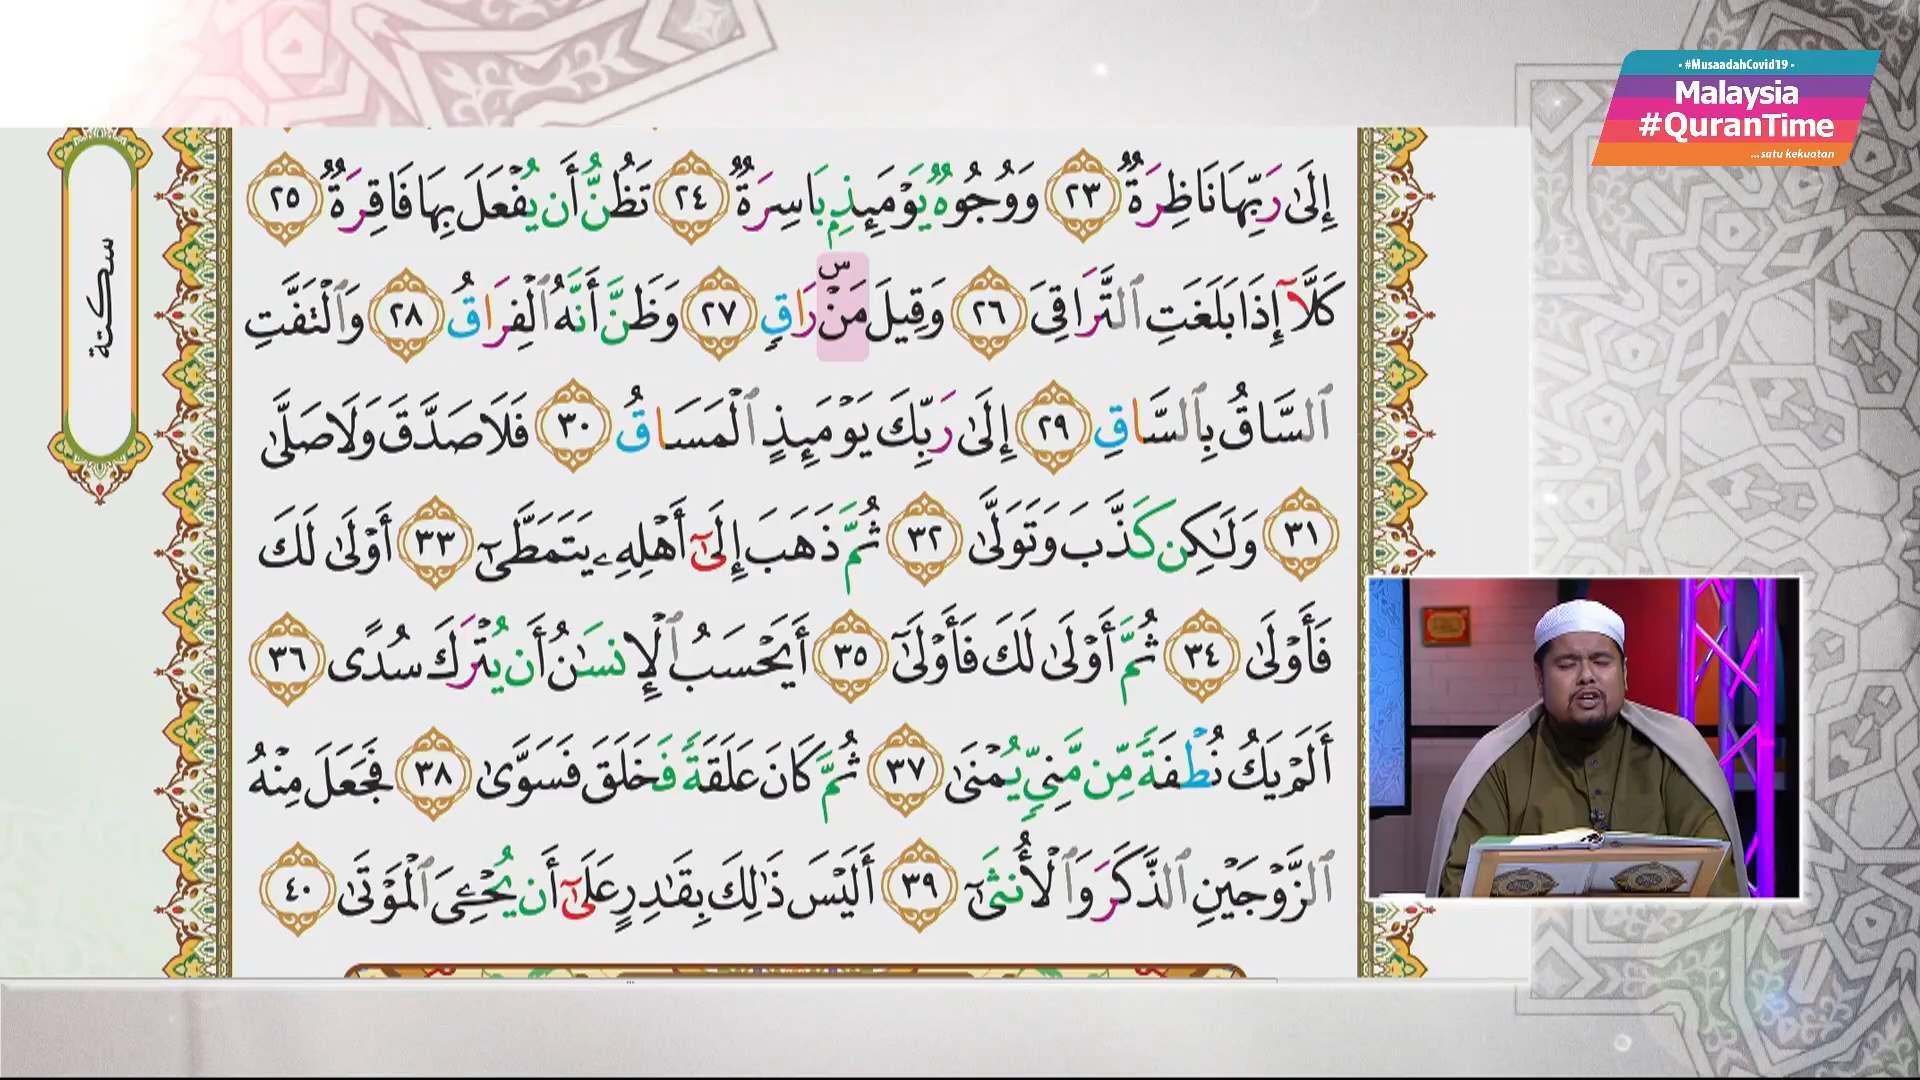 • #MusaadahCovid19 •
Malaysia
#QuranTime
...satu kekuatan
سكتة
إِلَىٰ رَبِّهَا نَاظِرَةٌ ٢٣ وَوُجُوهٌ يَوْمَئِذٍۭ بَاسِرَةٌ ٢٤ تَظُنُّ أَن يُفْعَلَ بِهَا فَاقِرَةٌ ٢٥
كَلَّآ إِذَا بَلَغَتِ ٱلتَّرَاقِىَ ٢٦ وَقِيلَ مَنْۜ رَاقٍ ٢٧ وَظَنَّ أَنَّهُ ٱلْفِرَاقُ ٢٨ وَٱلْتَفَّتِ
ٱلسَّاقُ بِٱلسَّاقِ ٢٩ إِلَىٰ رَبِّكَ يَوْمَئِذٍ ٱلْمَسَاقُ ٣٠ فَلَا صَدَّقَ وَلَا صَلَّىٰ
٣١ وَلَـٰكِن كَذَّبَ وَتَوَلَّىٰ ٣٢ ثُمَّ ذَهَبَ إِلَىٰٓ أَهْلِهِۦ يَتَمَطَّىٰٓ ٣٣ أَوْلَىٰ لَكَ
فَأَوْلَىٰ ٣٤ ثُمَّ أَوْلَىٰ لَكَ فَأَوْلَىٰٓ ٣٥ أَيَحْسَبُ ٱلْإِنسَـٰنُ أَن يُتْرَكَ سُدًى ٣٦
أَلَمْ يَكُ نُطْفَةً مِّن مَّنِىٍّ يُمْنَىٰ ٣٧ ثُمَّ كَانَ عَلَقَةً فَخَلَقَ فَسَوَّىٰ ٣٨ فَجَعَلَ مِنْهُ
ٱلزَّوْجَيْنِ ٱلذَّكَرَ وَٱلْأُنثَىٰٓ ٣٩ أَلَيْسَ ذَٰلِكَ بِقَـٰدِرٍ عَلَىٰٓ أَن يُحْـِۧىَ ٱلْمَوْتَىٰ ٤٠